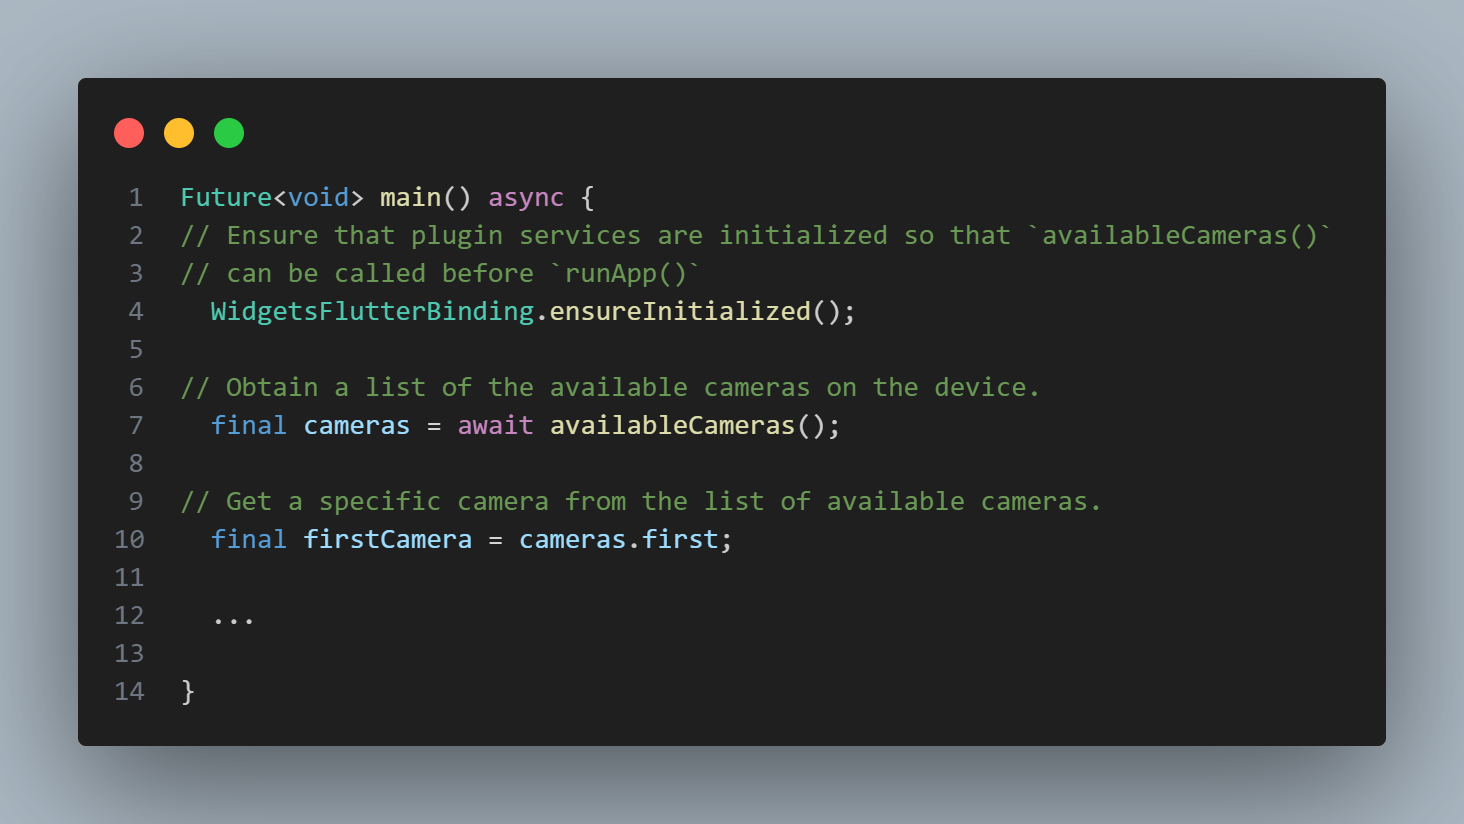 1 Future<void> main() async {
2 // Ensure that plugin services are initialized so that `availableCameras()`
3 // can be called before `runApp()`
4   WidgetsFlutterBinding.ensureInitialized();
5
6 // Obtain a list of the available cameras on the device.
7   final cameras = await availableCameras();
8
9 // Get a specific camera from the list of available cameras.
10   final firstCamera = cameras.first;
11
12   ...
13
14 }